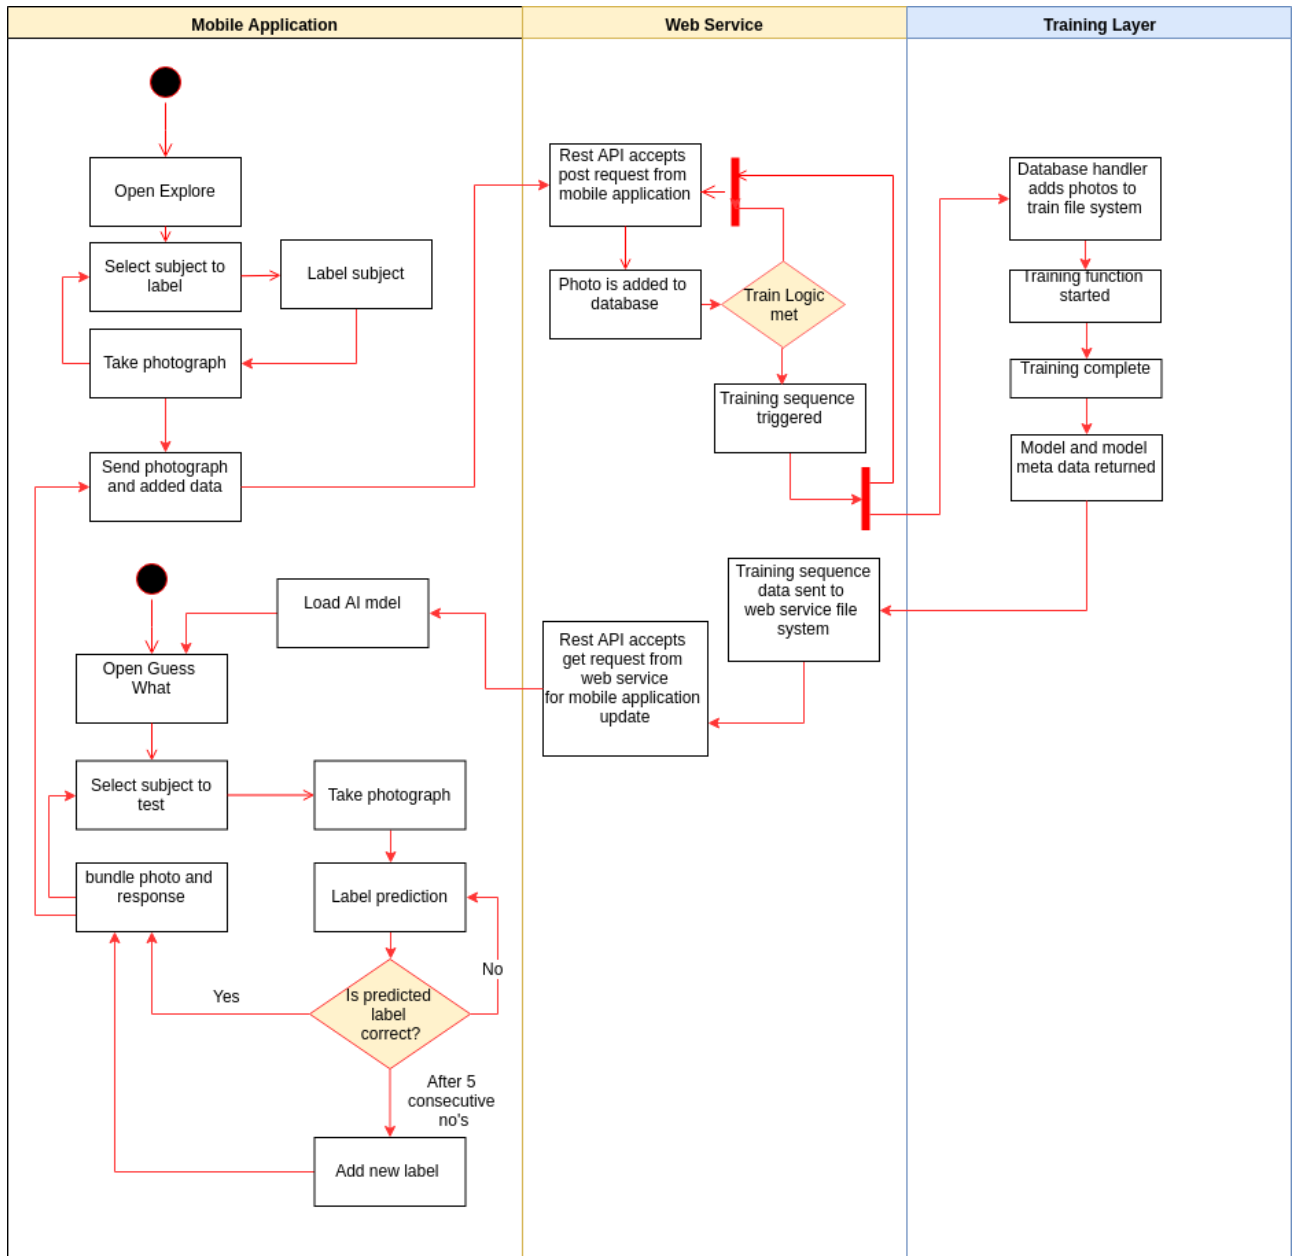 Mobile Application
Web Service
Training Layer
Open Explore
Select subject to
label
Label subject
Take photograph
Send photograph
and added data
Rest API accepts
post request from
mobile application
Photo is added to
database
Train Logic
met
Training sequence
triggered
Database handler
adds photos to
train file system
Training function
started
Training complete
Model and model
meta data returned
Training sequence
data sent to
web service file
system
Rest API accepts
get request from
web service
for mobile application
update
Load AI mdel
Open Guess
What
Select subject to
test
Take photograph
bundle photo and
response
Label prediction
No
Yes
Is predicted
label
correct?
After 5
consecutive
no's
Add new label